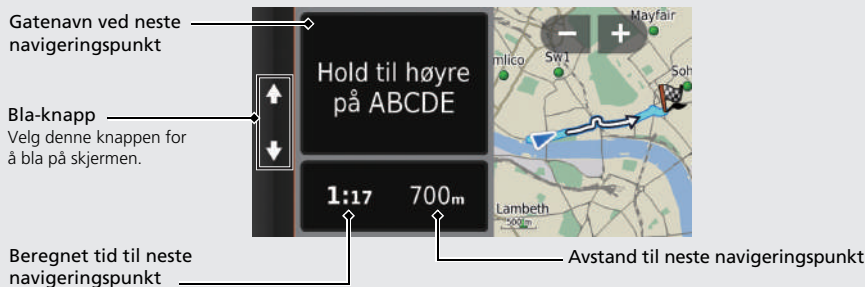 Gatenavn ved neste
navigeringspunkt
Bla-knapp
Velg denne knappen for
å bla på skjermen.
Beregnet tid til neste
navigeringspunkt
Hold til høyre
på ABCDE
1:17 700m
Mayfair
mlico
Sw1
Soh
Lambeth
500m
Avstand til neste navigeringspunkt